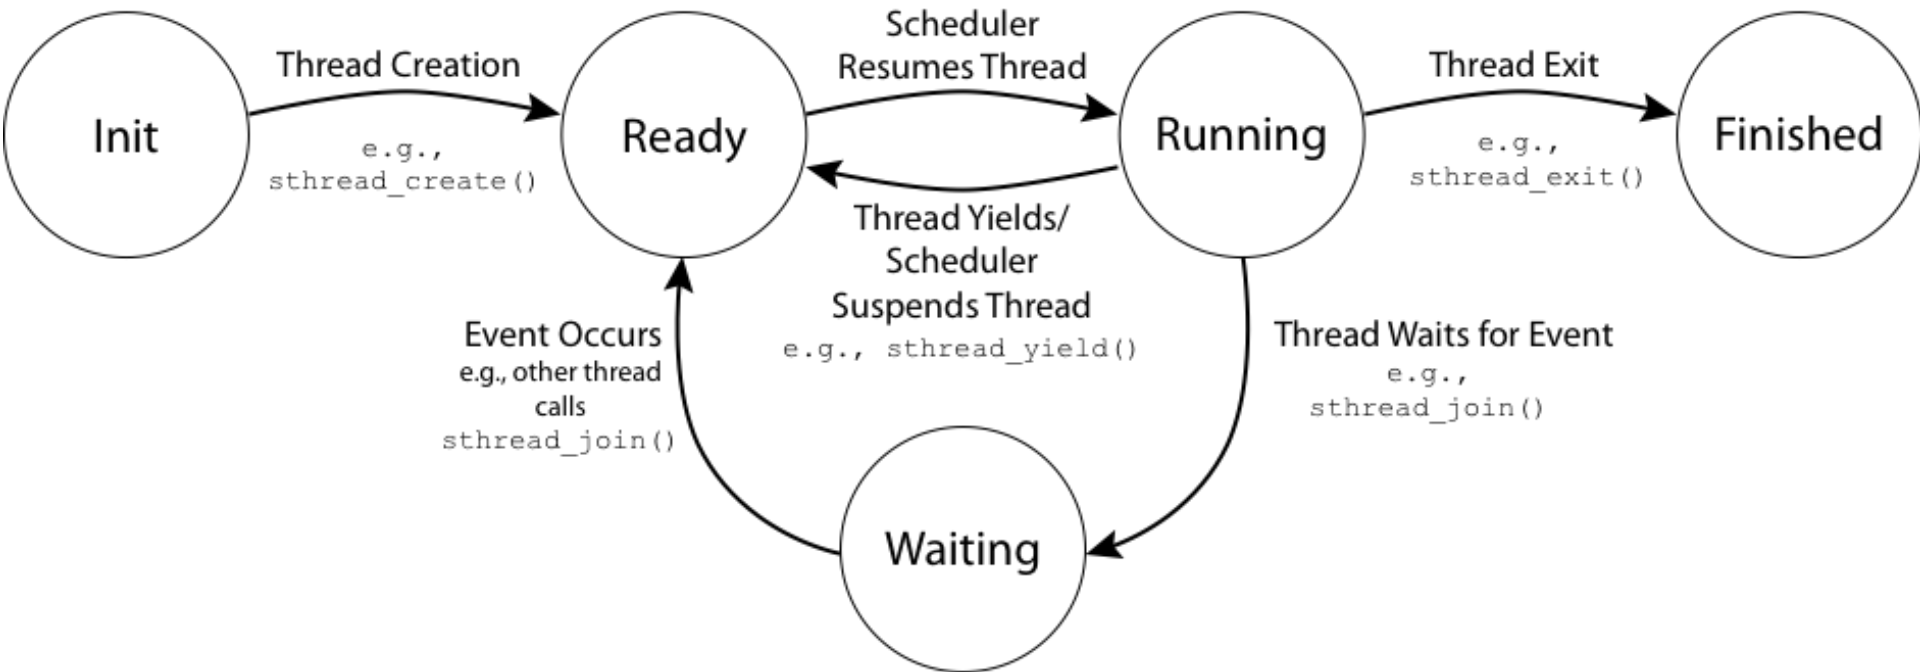 Init
Thread Creation
e.g.,
sthread_create()
Ready
Scheduler
Resumes Thread
Thread Yields/
Scheduler
Suspends Thread
e.g., sthread_yield()
Running
Thread Exit
e.g.,
sthread_exit()
Finished
Event Occurs
e.g., other thread
calls
sthread_join()
Thread Waits for Event
e.g.,
sthread_join()
Waiting